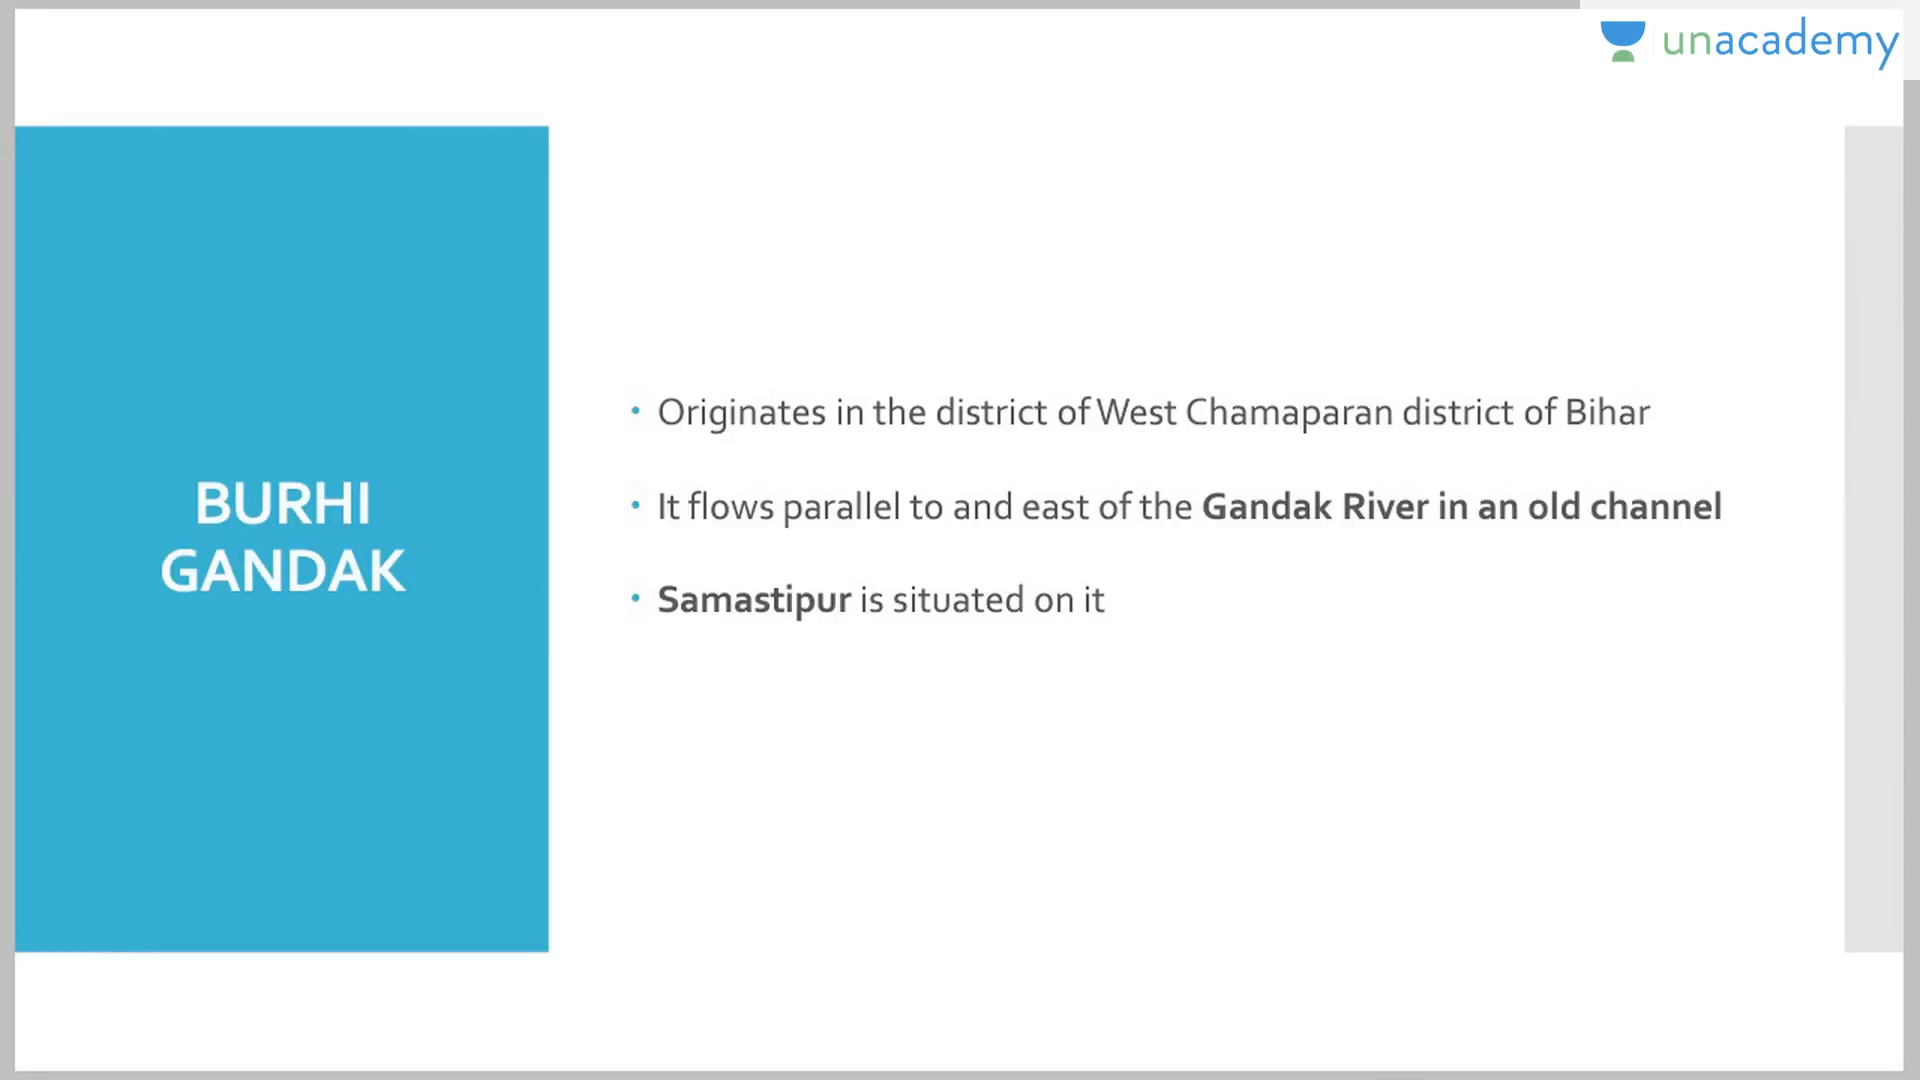 unacademy
BURHI
GANDAK
• Originates in the district of West Chamaparan district of Bihar
• It flows parallel to and east of the Gandak River in an old channel
• Samastipur is situated on it